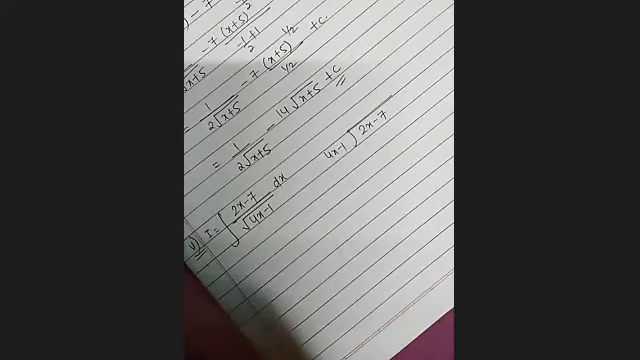 ) - 7
- 7 (x+5)^
-1/2 +1
√x+5 - 7 (x+5)^1/2 / 1/2 + c
= 1 / 2√x+5 - 14√x+5 + c
= 1 / 2√x+5
4x-1 ) 2x-7
v) I = ∫ 2x-7 / √4x-1 dx